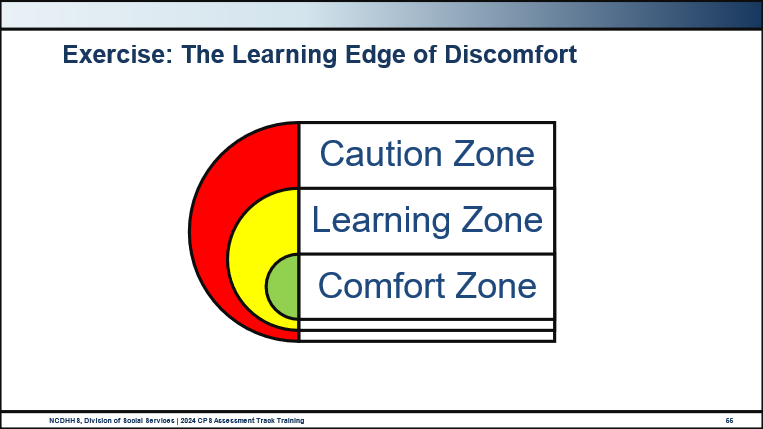 Exercise: The Learning Edge of Discomfort
Caution Zone
Learning Zone
Comfort Zone
NCDHHS, Division of Social Services | 2024 CPS Assessment Track Training
66